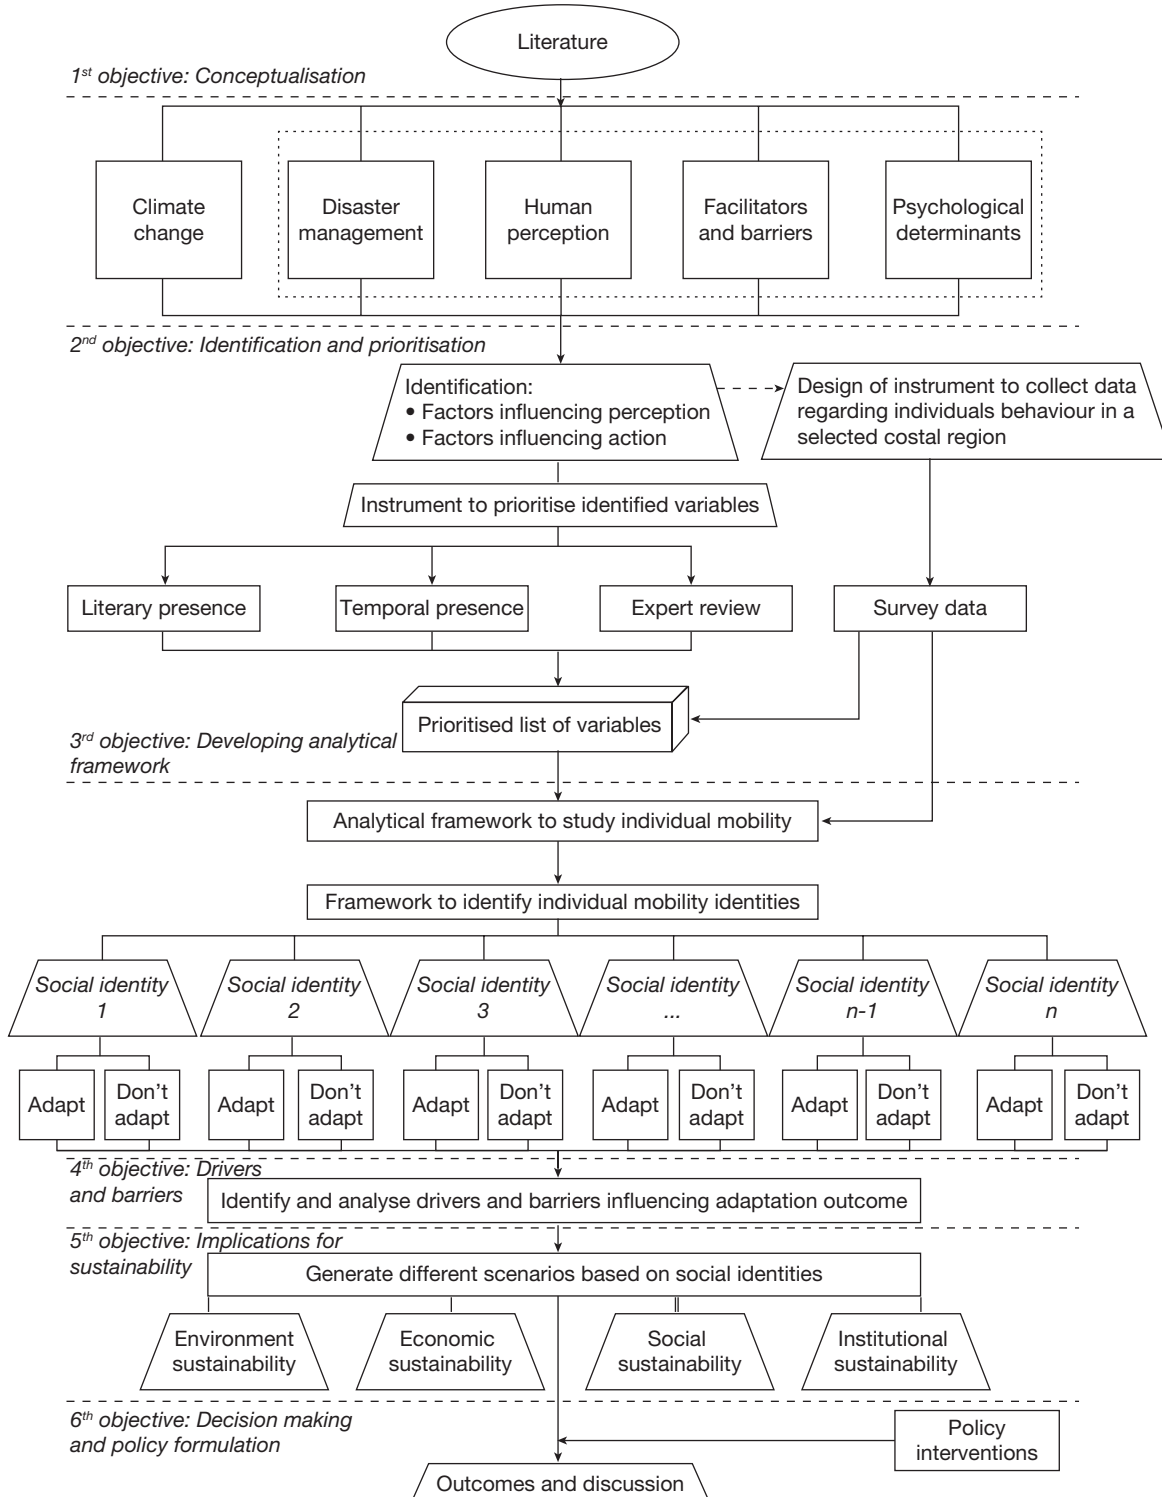 Literature
1st objective: Conceptualisation
Climate
change
Disaster
management
Human
perception
Facilitators
and barriers
Psychological
determinants
2nd objective: Identification and prioritisation
Identification:
• Factors influencing perception
• Factors influencing action
Design of instrument to collect data
regarding individuals behaviour in a
selected costal region
Instrument to prioritise identified variables
Literary presence
Temporal presence
Expert review
Survey data
Prioritised list of variables
3rd objective: Developing analytical
framework
Analytical framework to study individual mobility
Framework to identify individual mobility identities
Social identity
1
Social identity
2
Social identity
3
Social identity
...
Social identity
n-1
Social identity
n
Adapt
Don't
adapt
Adapt
Don't
adapt
Adapt
Don't
adapt
Adapt
Don't
adapt
Adapt
Don't
adapt
Adapt
Don't
adapt
4th objective: Drivers
and barriers
Identify and analyse drivers and barriers influencing adaptation outcome
5th objective: Implications for
sustainability
Generate different scenarios based on social identities
Environment
sustainability
Economic
sustainability
Social
sustainability
Institutional
sustainability
6th objective: Decision making
and policy formulation
Policy
interventions
Outcomes and discussion